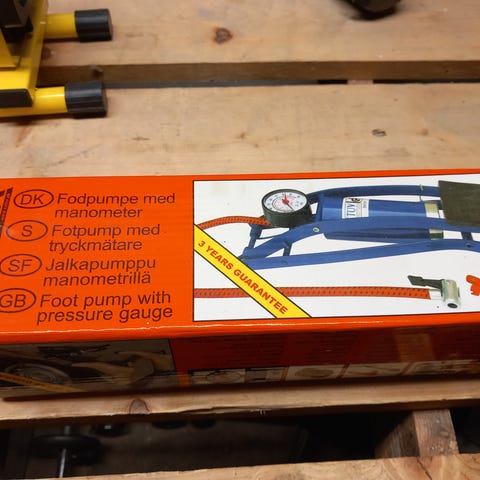 DK Fodpumpe med
manometer
S Fotpump med
tryckmätare
SF Jalkapumppu
manometrillä
GB Foot pump with
pressure gauge
3 YEARS GUARANTEE
TÜV